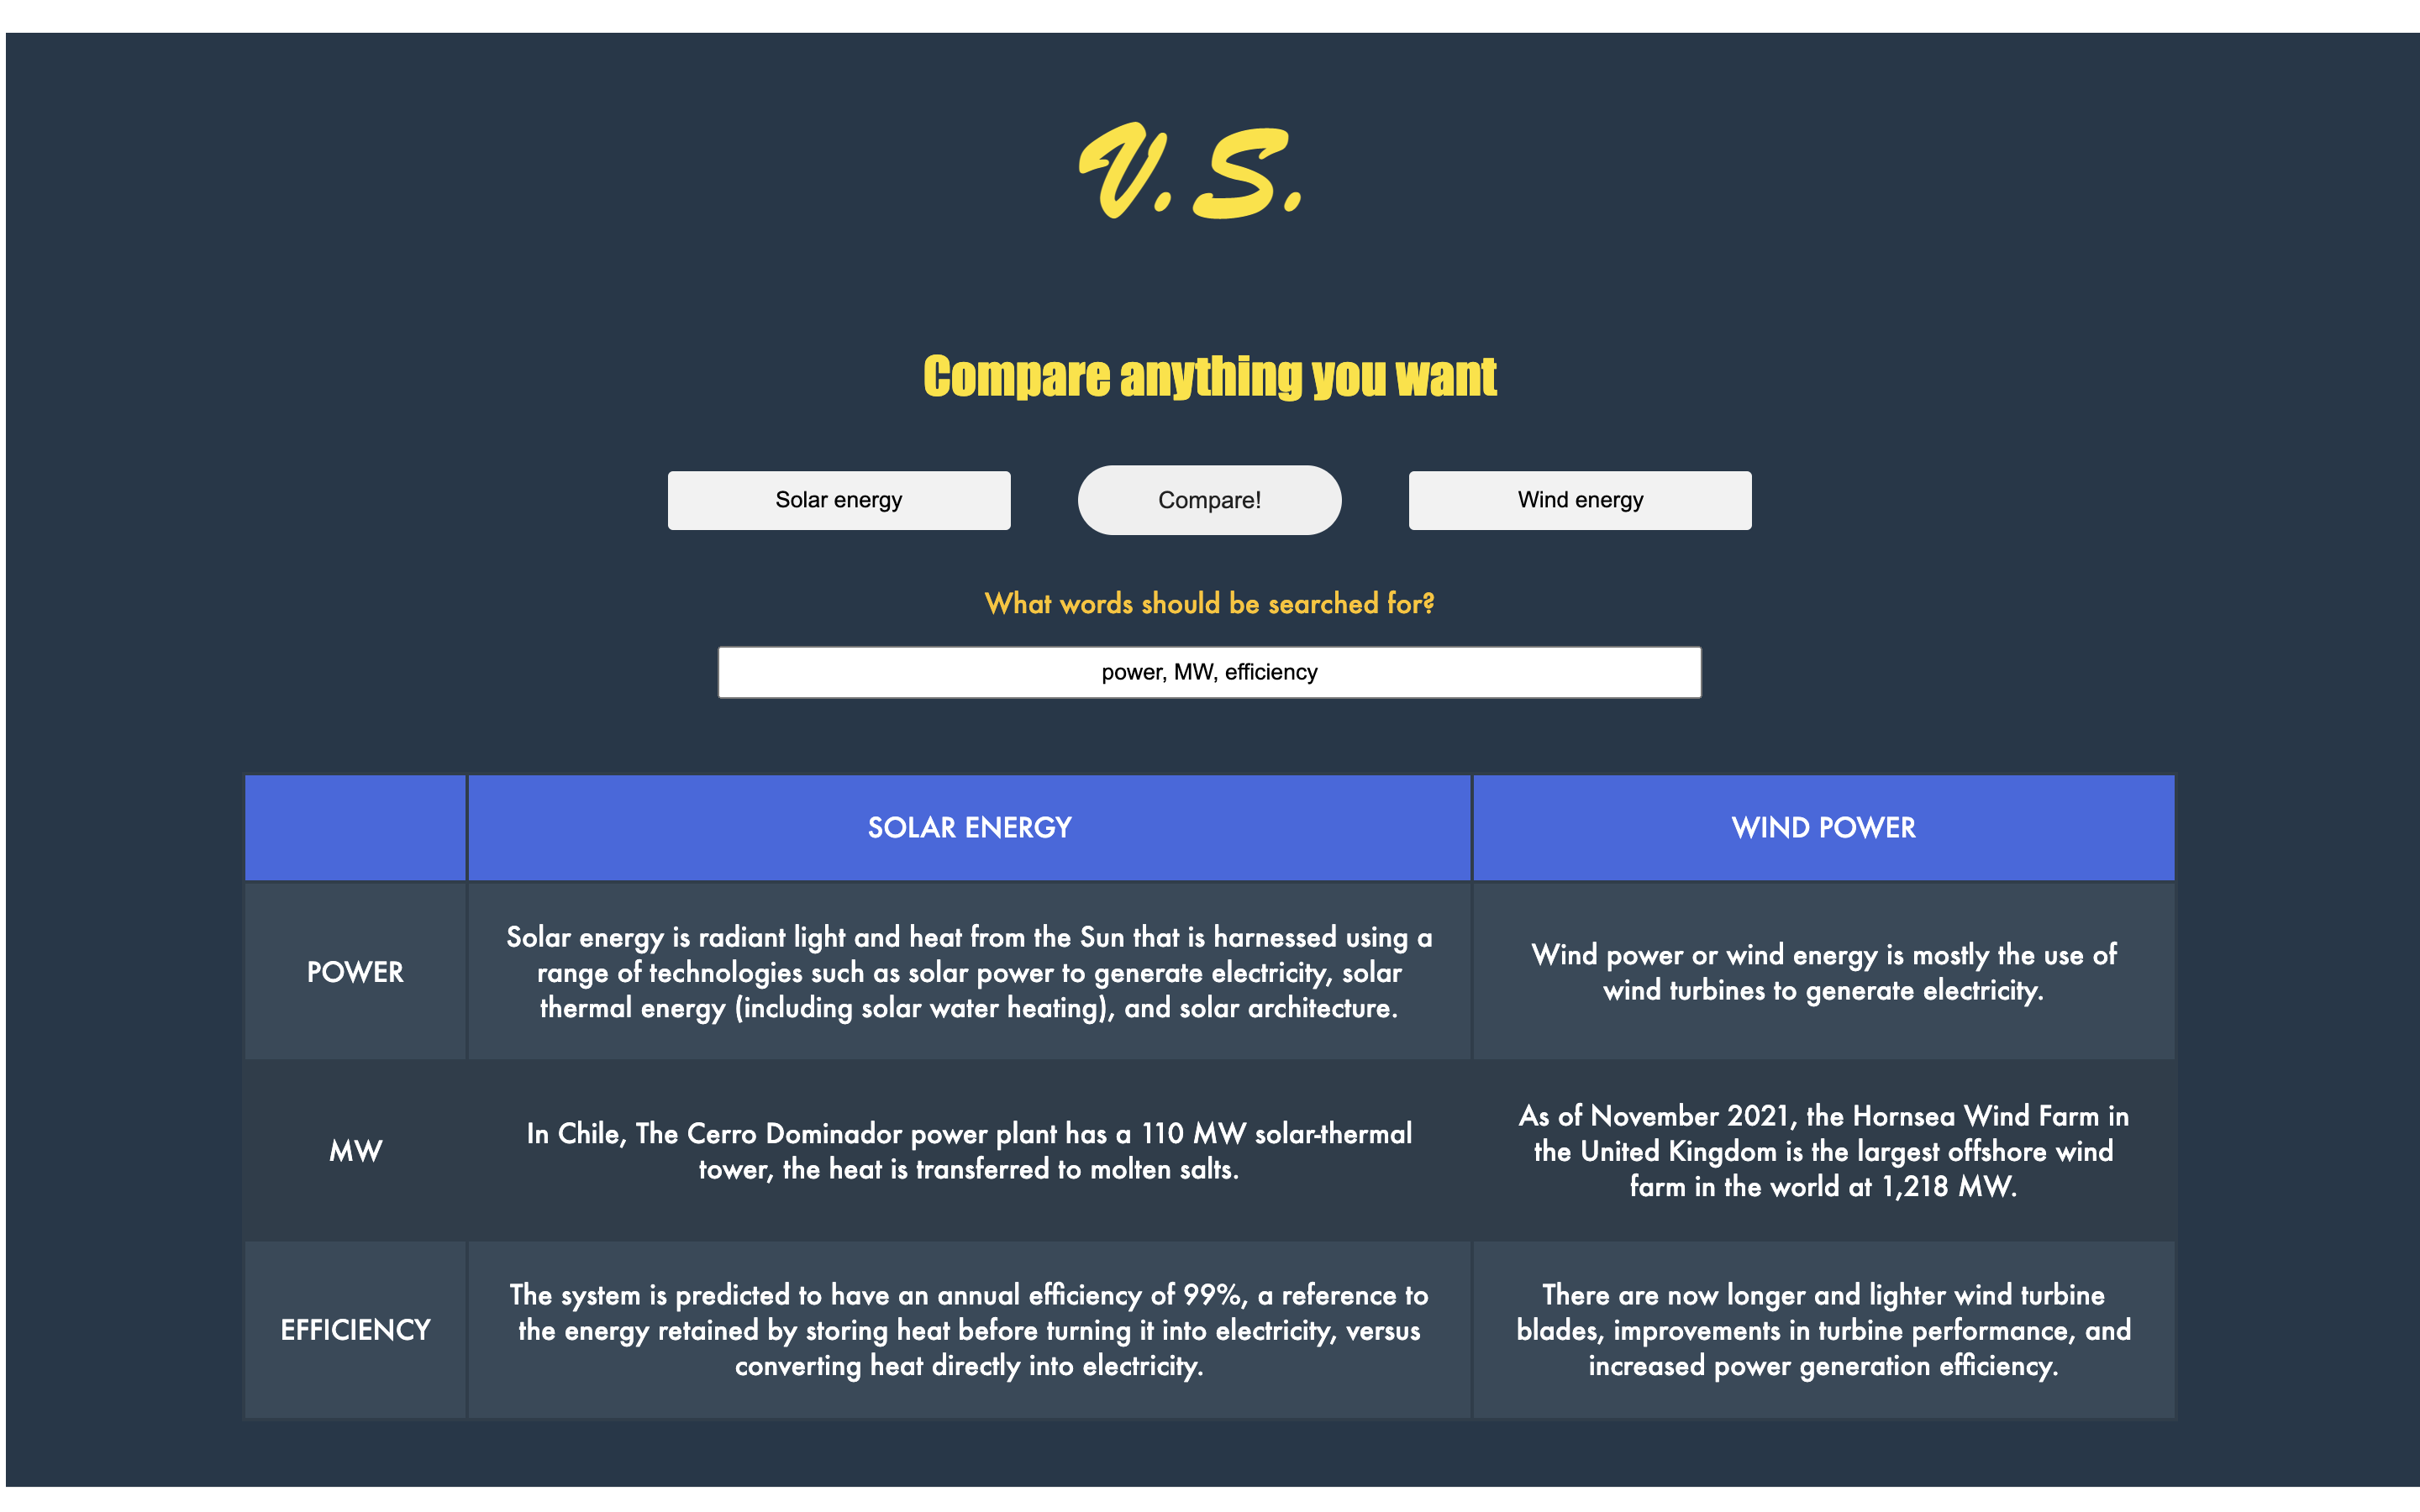 V. S.
Compare anything you want
Solar energy
Compare!
Wind energy
What words should be searched for?
power, MW, efficiency
SOLAR ENERGY
WIND POWER
POWER
Solar energy is radiant light and heat from the Sun that is harnessed using a
range of technologies such as solar power to generate electricity, solar
thermal energy (including solar water heating), and solar architecture.
Wind power or wind energy is mostly the use of
wind turbines to generate electricity.
MW
In Chile, The Cerro Dominador power plant has a 110 MW solar-thermal
tower, the heat is transferred to molten salts.
As of November 2021, the Hornsea Wind Farm in
the United Kingdom is the largest offshore wind
farm in the world at 1,218 MW.
EFFICIENCY
The system is predicted to have an annual efficiency of 99%, a reference to
the energy retained by storing heat before turning it into electricity, versus
converting heat directly into electricity.
There are now longer and lighter wind turbine
blades, improvements in turbine performance, and
increased power generation efficiency.